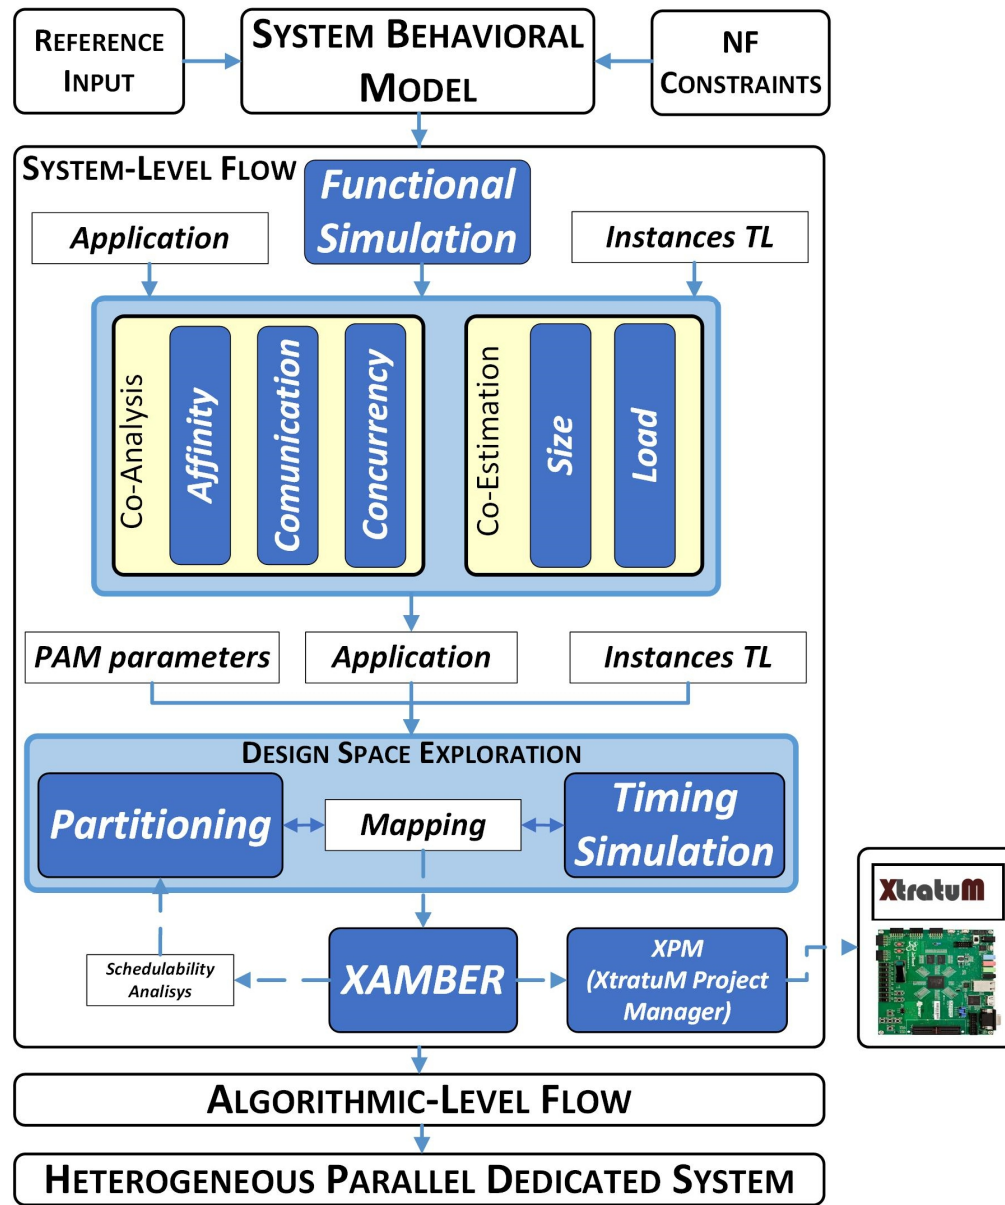 REFERENCE
INPUT
SYSTEM BEHAVIORAL
MODEL
NF
CONSTRAINTS
SYSTEM-LEVEL FLOW
Functional
Simulation
Application
Instances TL
Co-Analysis
Affinity
Comunication
Concurrency
Co-Estimation
Size
Load
PAM parameters
Application
Instances TL
DESIGN SPACE EXPLORATION
Partitioning
Mapping
Timing
Simulation
Schedulability
Analisys
XAMBER
XPM
(XtratuM Project
Manager)
XtratuM
ALGORITHMIC-LEVEL FLOW
HETEROGENEOUS PARALLEL DEDICATED SYSTEM